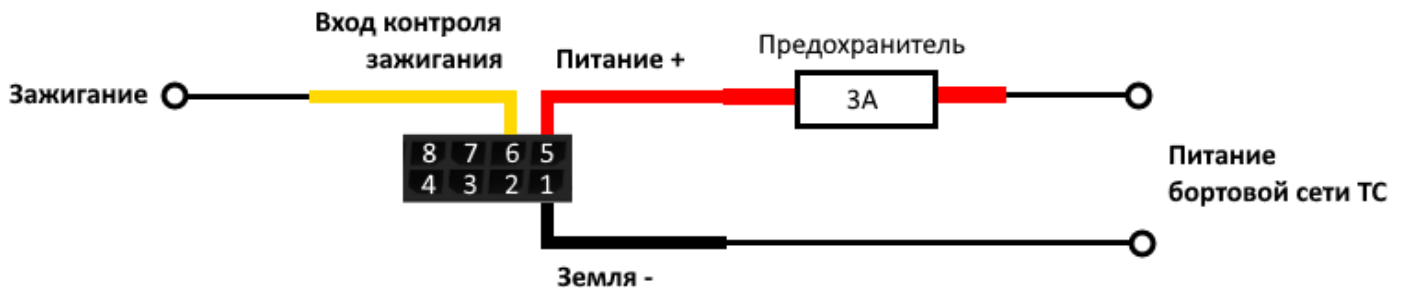 Вход контроля
зажигания
Питание +
Предохранитель
Зажигание
3А
8 7 6 5
4 3 2 1
Питание
бортовой сети ТС
Земля -